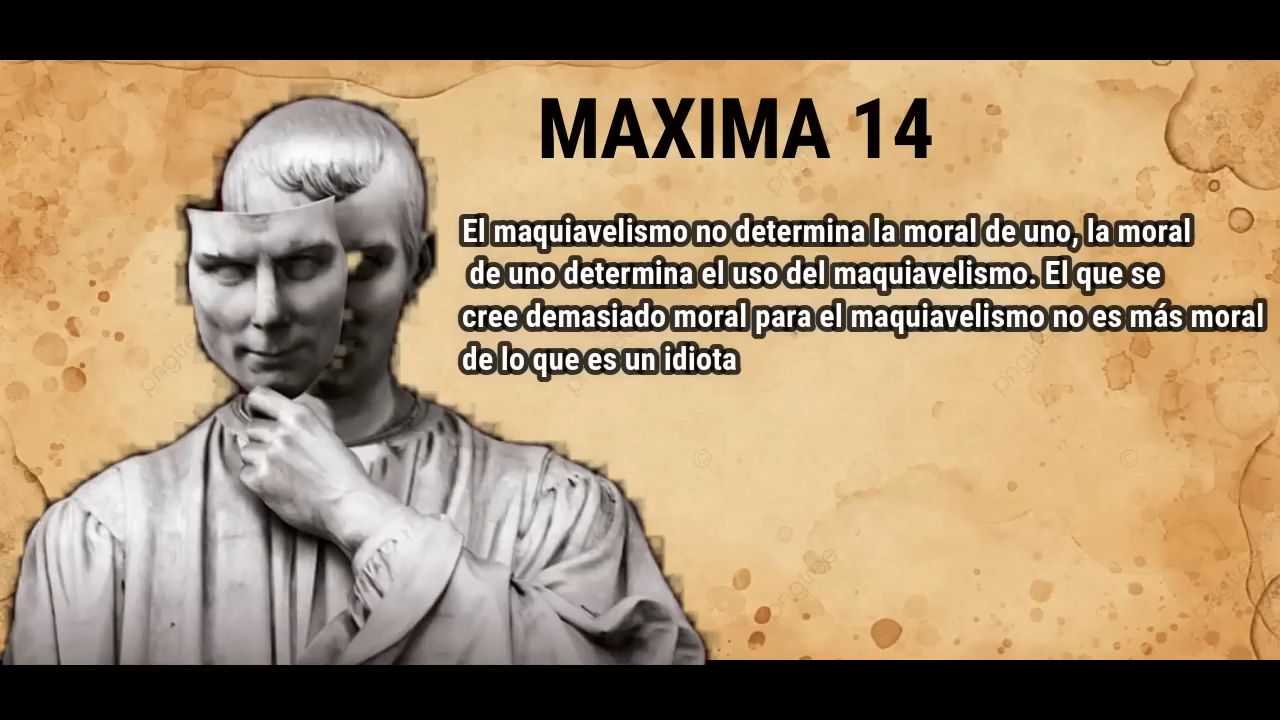 MAXIMA 14
El maquiavelismo no determina la moral de uno, la moral
de uno determina el uso del maquiavelismo. El que se
cree demasiado moral para el maquiavelismo no es más moral
de lo que es un idiota
pngtree